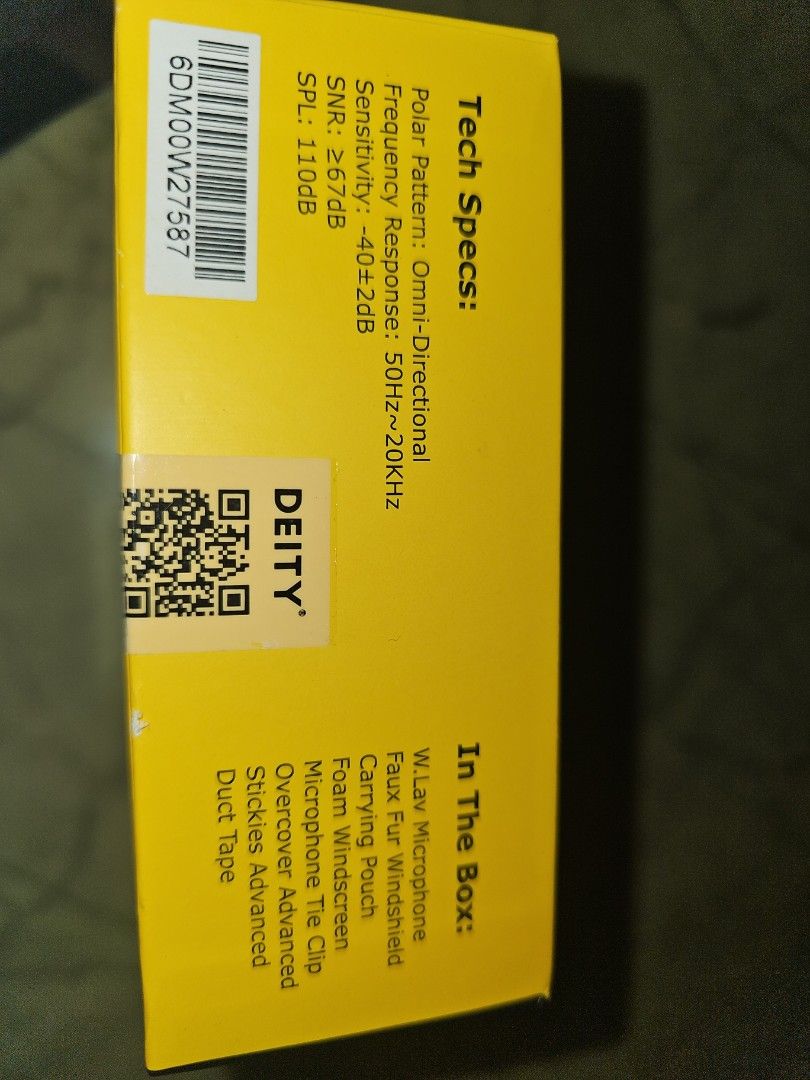 Tech Specs:
Polar Pattern: Omni-Directional
Frequency Response: 50Hz~20KHz
Sensitivity: -40±2dB
SNR: ≥67dB
SPL: 110dB
6DM00W27587
DEITY®
In The Box:
W.Lav Microphone
Faux Fur Windshield
Carrying Pouch
Foam Windscreen
Microphone Tie Clip
Overcover Advanced
Stickies Advanced
Duct Tape